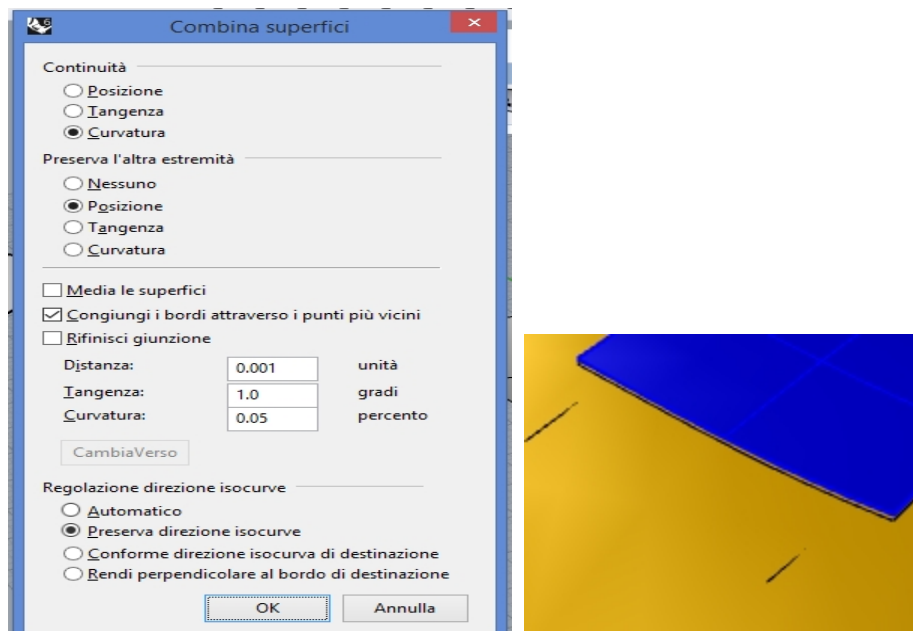 Combina superfici
Continuità
Posizione
Tangenza
Curvatura
Preserva l'altra estremità
Nessuno
Posizione
Tangenza
Curvatura
Media le superfici
Congiungi i bordi attraverso i punti più vicini
Rifinisci giunzione
Distanza: 0.001 unità
Tangenza: 1.0 gradi
Curvatura: 0.05 percento
CambiaVerso
Regolazione direzione isocurve
Automatico
Preserva direzione isocurve
Conforme direzione isocurva di destinazione
Rendi perpendicolare al bordo di destinazione
OK Annulla